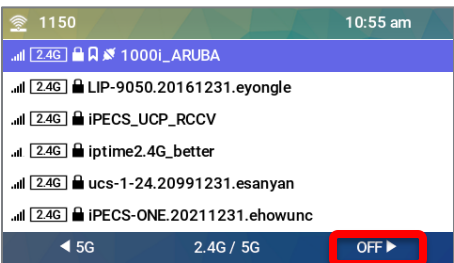 1150 10:55 am
2.4G 1000i_ARUBA
2.4G LIP-9050.20161231.eyongle
2.4G iPECS_UCP_RCCV
2.4G iptime2.4G_better
2.4G ucs-1-24.20991231.esanyan
2.4G iPECS-ONE.20211231.ehowunc
◀ 5G 2.4G / 5G OFF ▶